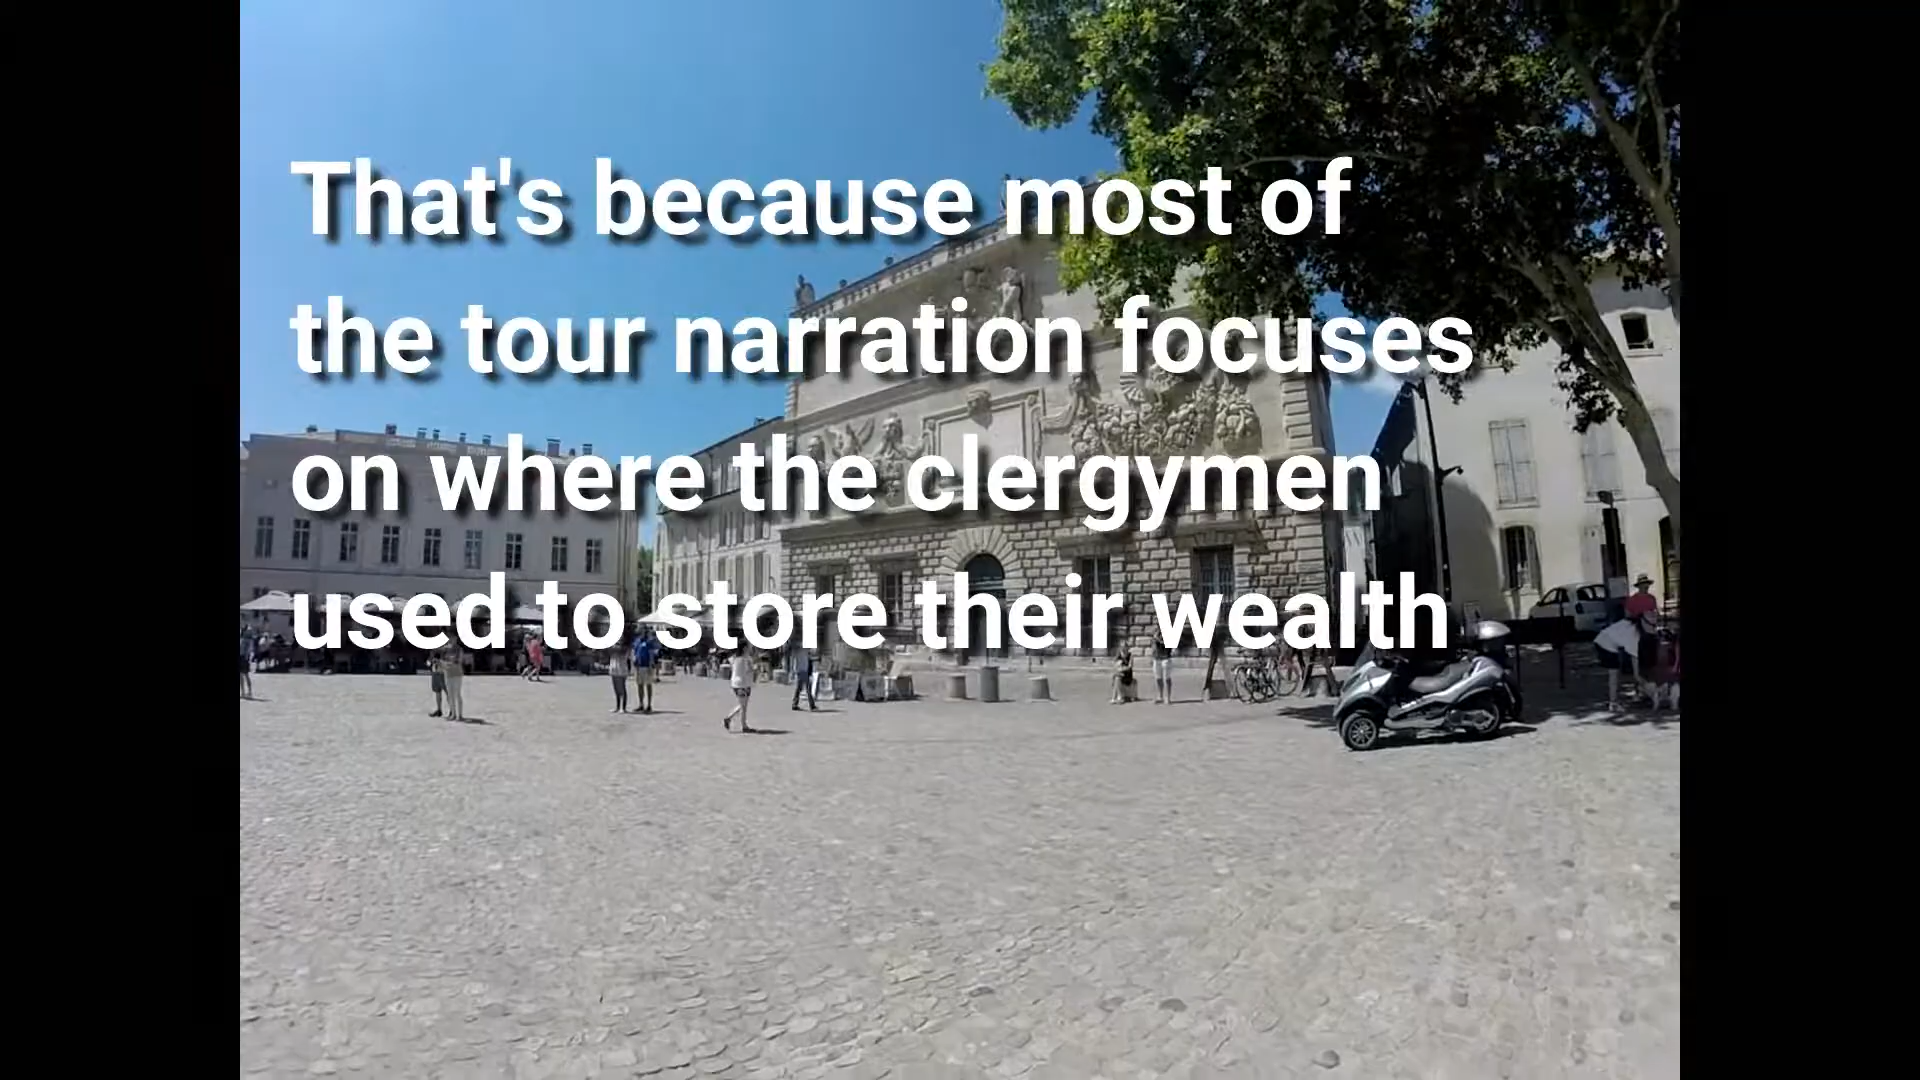 That's because most of
the tour narration focuses
on where the clergymen
used to store their wealth